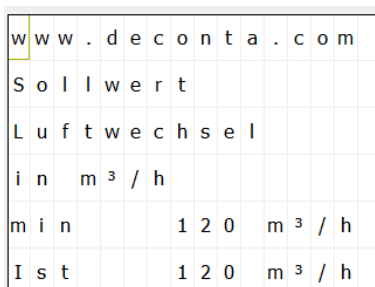 www.deconta.com
Sollwert
Luftwechsel
in m³/h
min 120 m³/h
Ist 120 m³/h